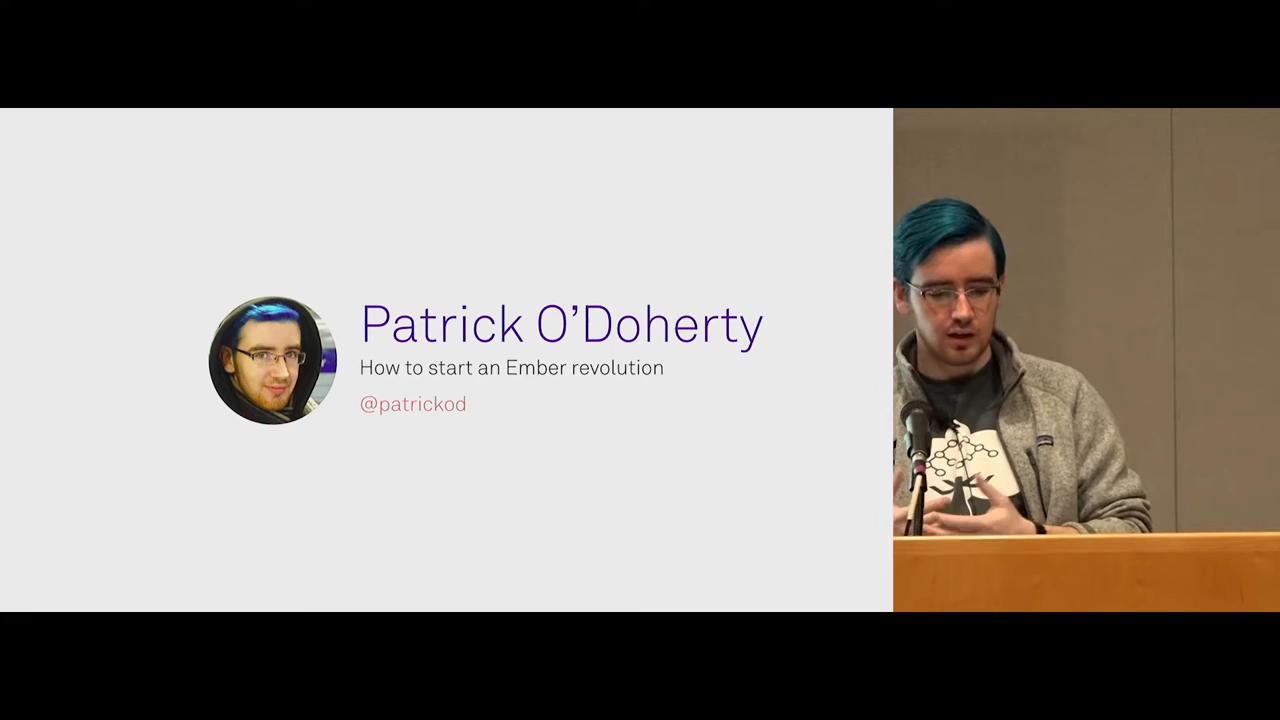 Patrick O’Doherty
How to start an Ember revolution
@patrickod